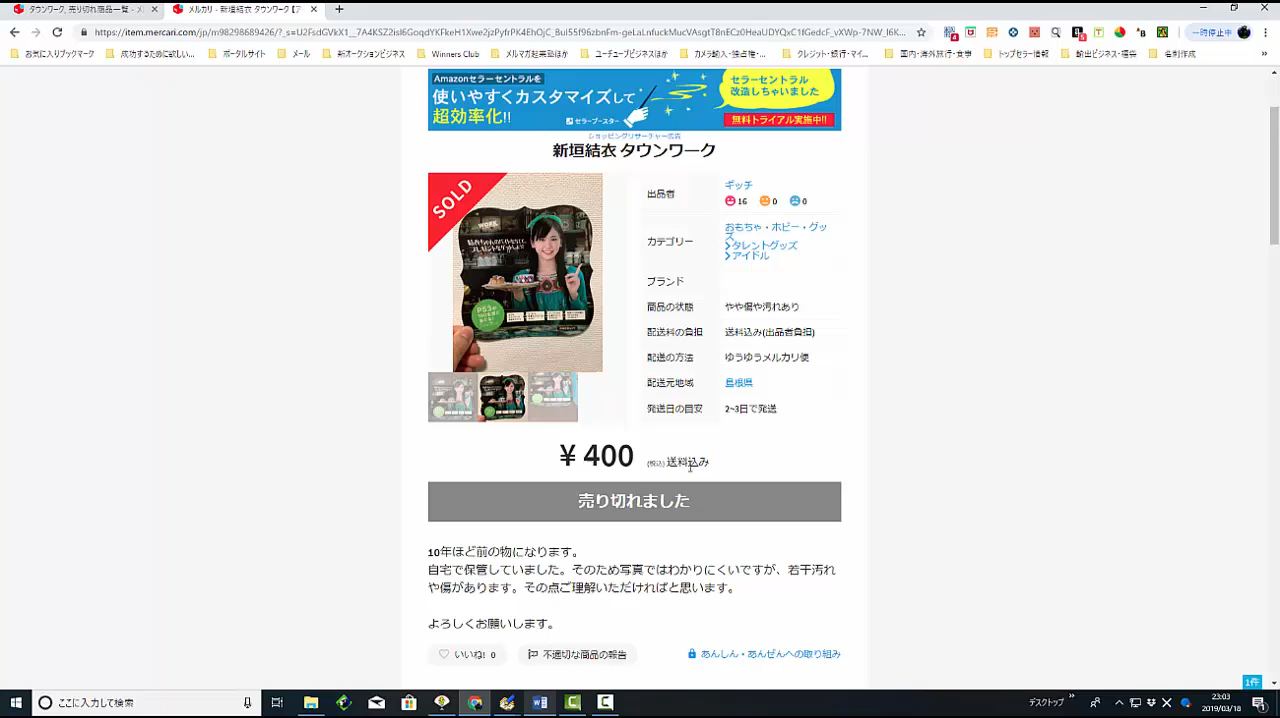 タウンワーク, 売り切れ商品一覧 - メ
メルカリ - 新垣結衣 タウンワーク 【ア
お気に入りブックマーク
成功するために欲しい...
ポータルサイト
メール
新オークションビジネス
Winners Club
メルマガ起業家ほか
ユーチューブビジネスほか
カメラ納入・独占権...
クレジット・銀行・マイ...
国内・海外旅行・食事
トップセラー情報
輸出ビジネス・福長
名刺作成
一時停止中
Amazonセラーセントラルを
使いやすくカスタマイズして
超効率化!!
セラーブースター
セラーセントラル
改造しちゃいました
無料トライアル実施中!!
ショッピングリサーチャー広告
新垣結衣 タウンワーク
SOLD
WORK
PS3が
出品者
ギッチ
16 0 0
カテゴリー
おもちゃ・ホビー・グッ
ズ
タレントグッズ
アイドル
ブランド
商品の状態
やや傷や汚れあり
配送料の負担
送料込み(出品者負担)
配送の方法
ゆうゆうメルカリ便
配送元地域
島根県
発送日の目安
2~3日で発送
¥ 400 (税込) 送料込み
売り切れました
10年ほど前の物になります。
自宅で保管していました。そのため写真ではわかりにくいですが、若干汚れ
や傷があります。その点ご理解いただければと思います。
よろしくお願いします。
いいね! 0
不適切な商品の報告
あんしん・あんぜんへの取り組み
1件
ここに入力して検索
デスクトップ
23:03
2019/03/18